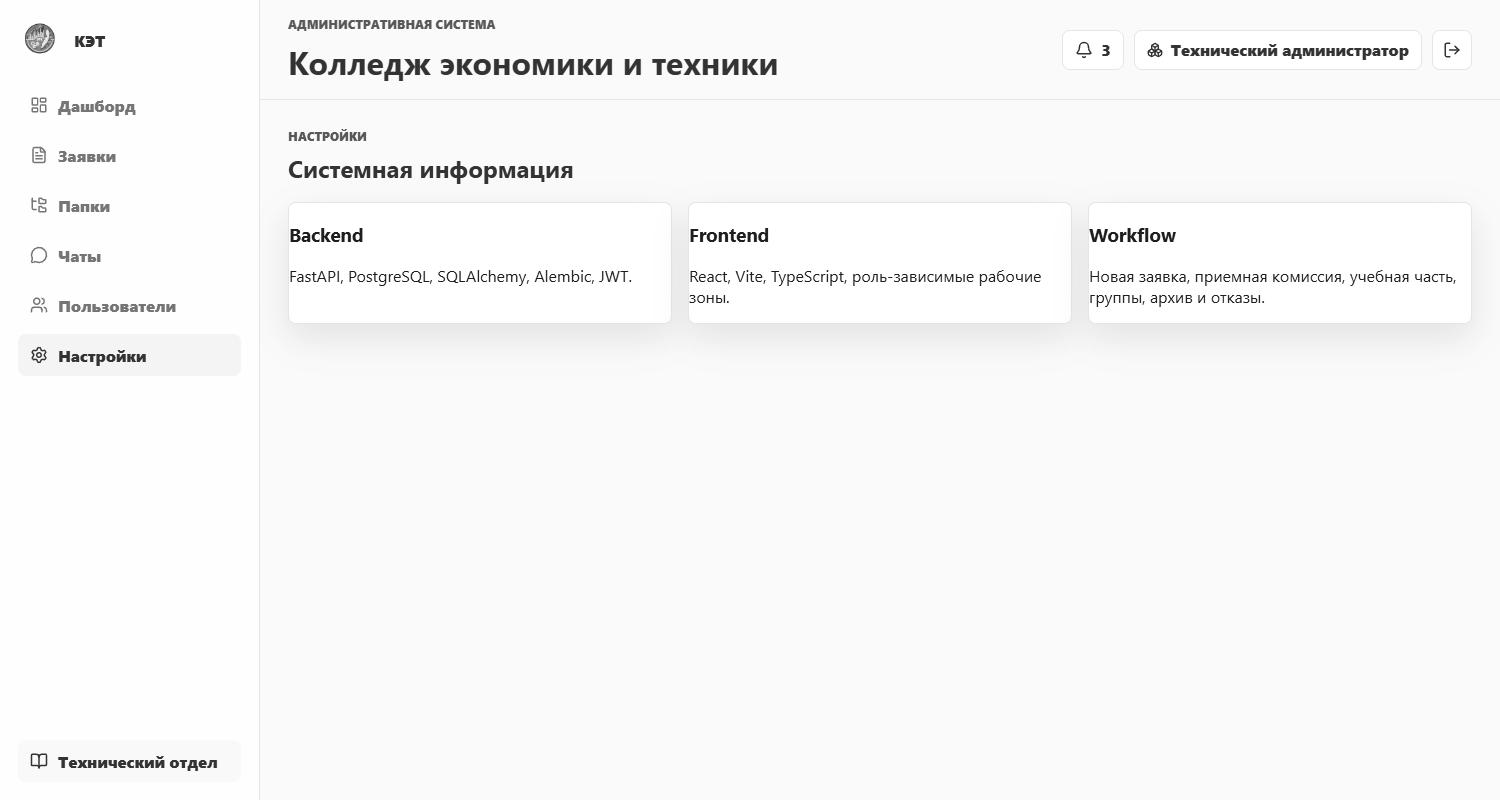 КЭТ
Дашборд
Заявки
Папки
Чаты
Пользователи
Настройки
Технический отдел
АДМИНИСТРАТИВНАЯ СИСТЕМА
Колледж экономики и техники
3
Технический администратор
НАСТРОЙКИ
Системная информация
Backend
FastAPI, PostgreSQL, SQLAlchemy, Alembic, JWT.
Frontend
React, Vite, TypeScript, роль-зависимые рабочие
зоны.
Workflow
Новая заявка, приемная комиссия, учебная часть,
группы, архив и отказы.